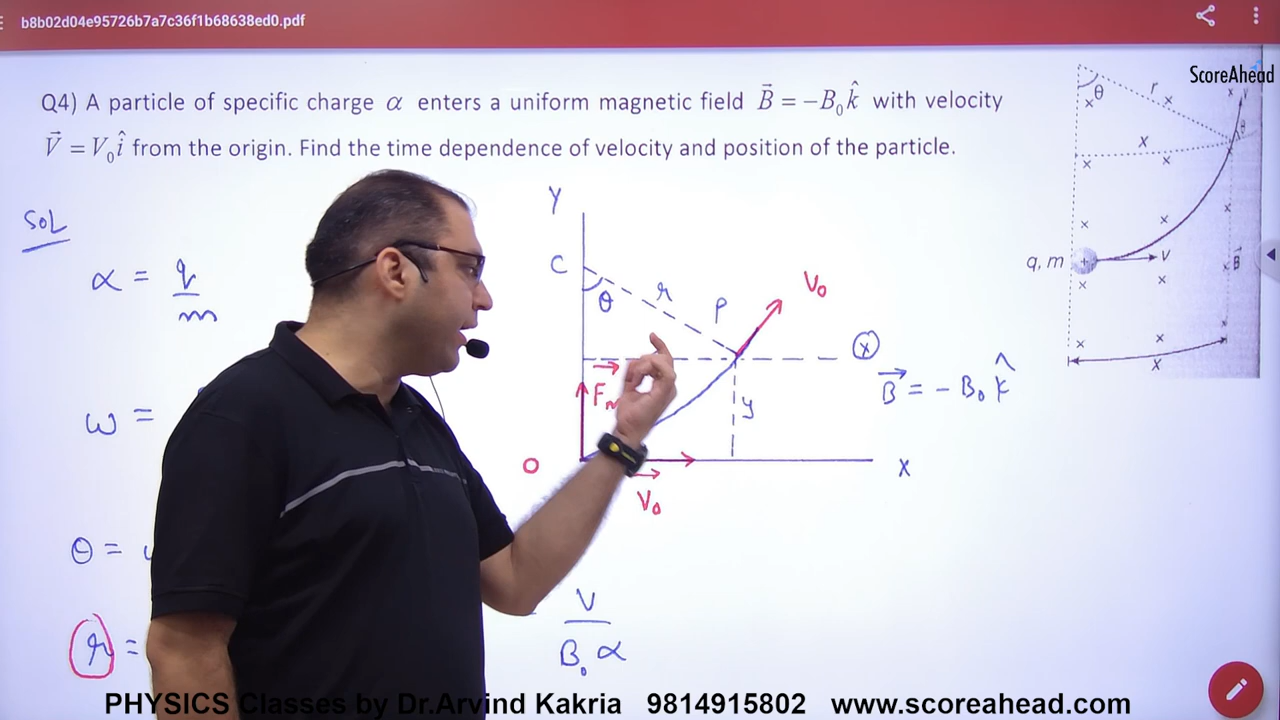 b8b02d04e95726b7a7c36f1b68638ed0.pdf
ScoreAhead
Q4) A particle of specific charge α enters a uniform magnetic field B⃗ = −B₀k̂ with velocity
V⃗ = V₀î from the origin. Find the time dependence of velocity and position of the particle.
SOL
α = q/m
ω =
θ =
r =
V/B₀α
Y
C
θ
r
P
V₀
F
y
O
V₀
X
B⃗ = −B₀k̂
θ
r
v
θ
x
q, m
+
V
B⃗
x
PHYSICS Classes by Dr.Arvind Kakria 9814915802 www.scoreahead.com